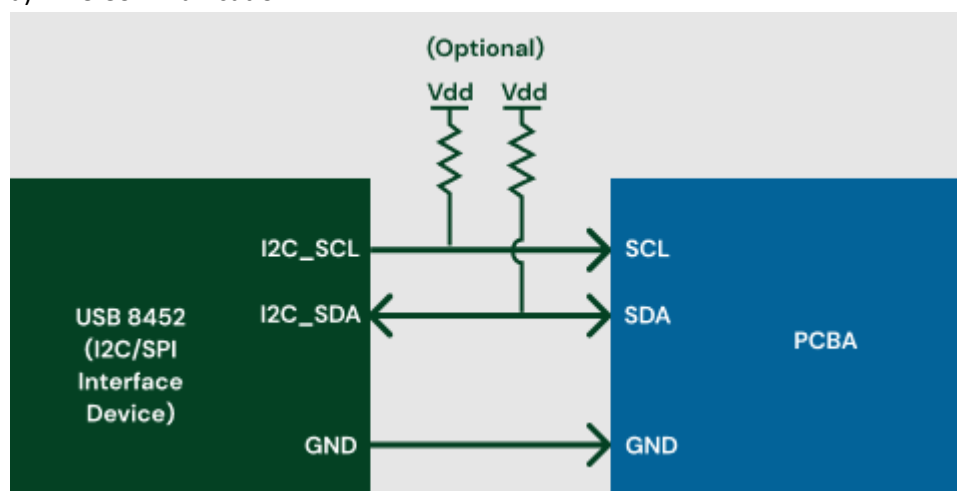 (Optional)
Vdd Vdd
I2C_SCL
SCL
I2C_SDA
SDA
USB 8452
(I2C/SPI
Interface
Device)
PCBA
GND
GND